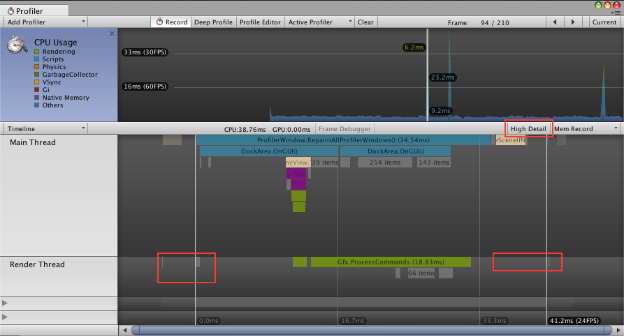 Profiler
Add Profiler
Record
Deep Profile
Profile Editor
Active Profiler
Clear
Frame: 94 / 210
Current
CPU Usage
Rendering
Scripts
Physics
GarbageCollector
VSync
Gi
Native Memory
Others
33ms (30FPS)
16ms (60FPS)
6.2ms
23.2ms
9.2ms
Timeline
CPU:38.76ms GPU:0.00ms
Frame Debugger
High Detail
Mem Record
Main Thread
ProfilerWindow.RepaintAllProfilerWindows() (34.54ms)
DockArea.OnGUI()
DockArea.OnGUI()
neView.
39 items
254 items
143 items
Render Thread
Gfx.ProcessCommands (18.83ms)
66 items
0.0ms
16.7ms
33.3ms
41.2ms (24FPS)